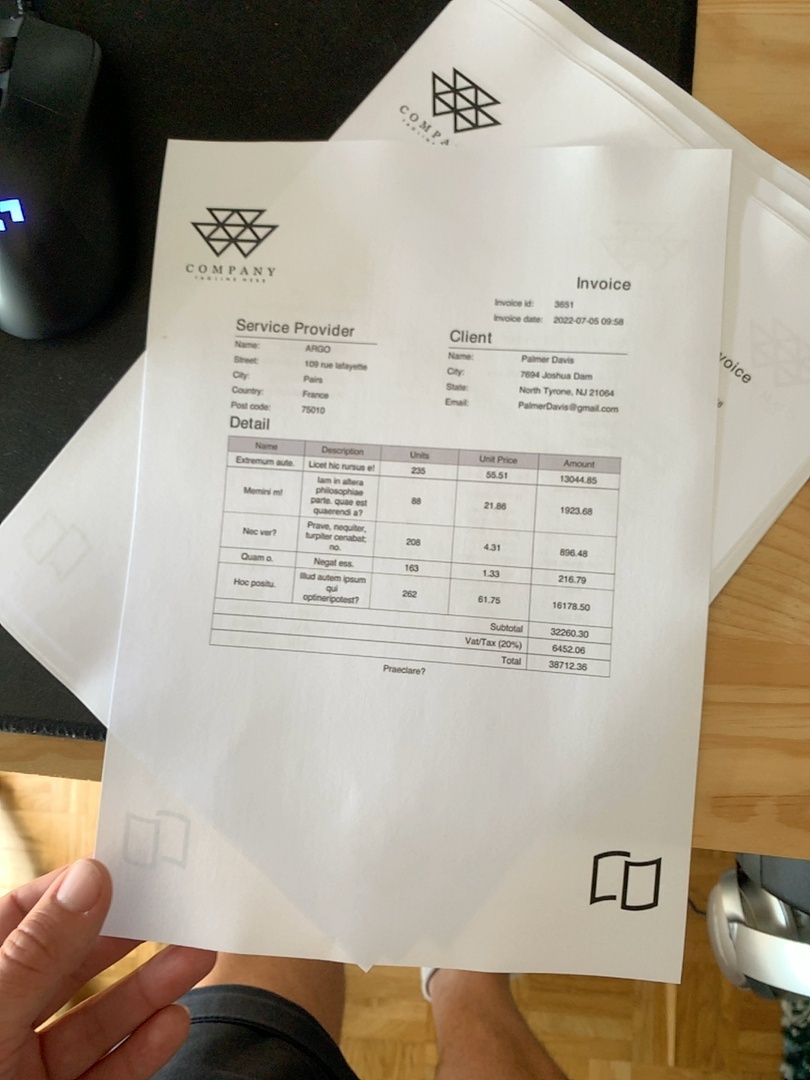 COMPA
COMPANY
TAGLINE HERE
Invoice
Invoice id: 3651
Invoice date: 2022-07-05 09:58
Service Provider
Name: ARGO
Street: 109 rue lafayette
City: Pairs
Country: France
Post code: 75010
Client
Name: Palmer Davis
City: 7694 Joshua Dam
State: North Tyrone, NJ 21064
Email: PalmerDavis@gmail.com
voice
Detail
Name Description Units Unit Price Amount
Extremum aute. Licet hic rursus e! 235 55.51 13044.85
Memini m! Iam in altera philosophiae parte. quae est quaerendi a? 88 21.86 1923.68
Nec ver? Prave, nequiter, turpiter cenabat; no. 208 4.31 896.48
Quam o. Negat ess. 163 1.33 216.79
Hoc positu. Illud autem ipsum qui optineripotest? 262 61.75 16178.50
Subtotal 32260.30
Vat/Tax (20%) 6452.06
Total 38712.36
Praeclare?